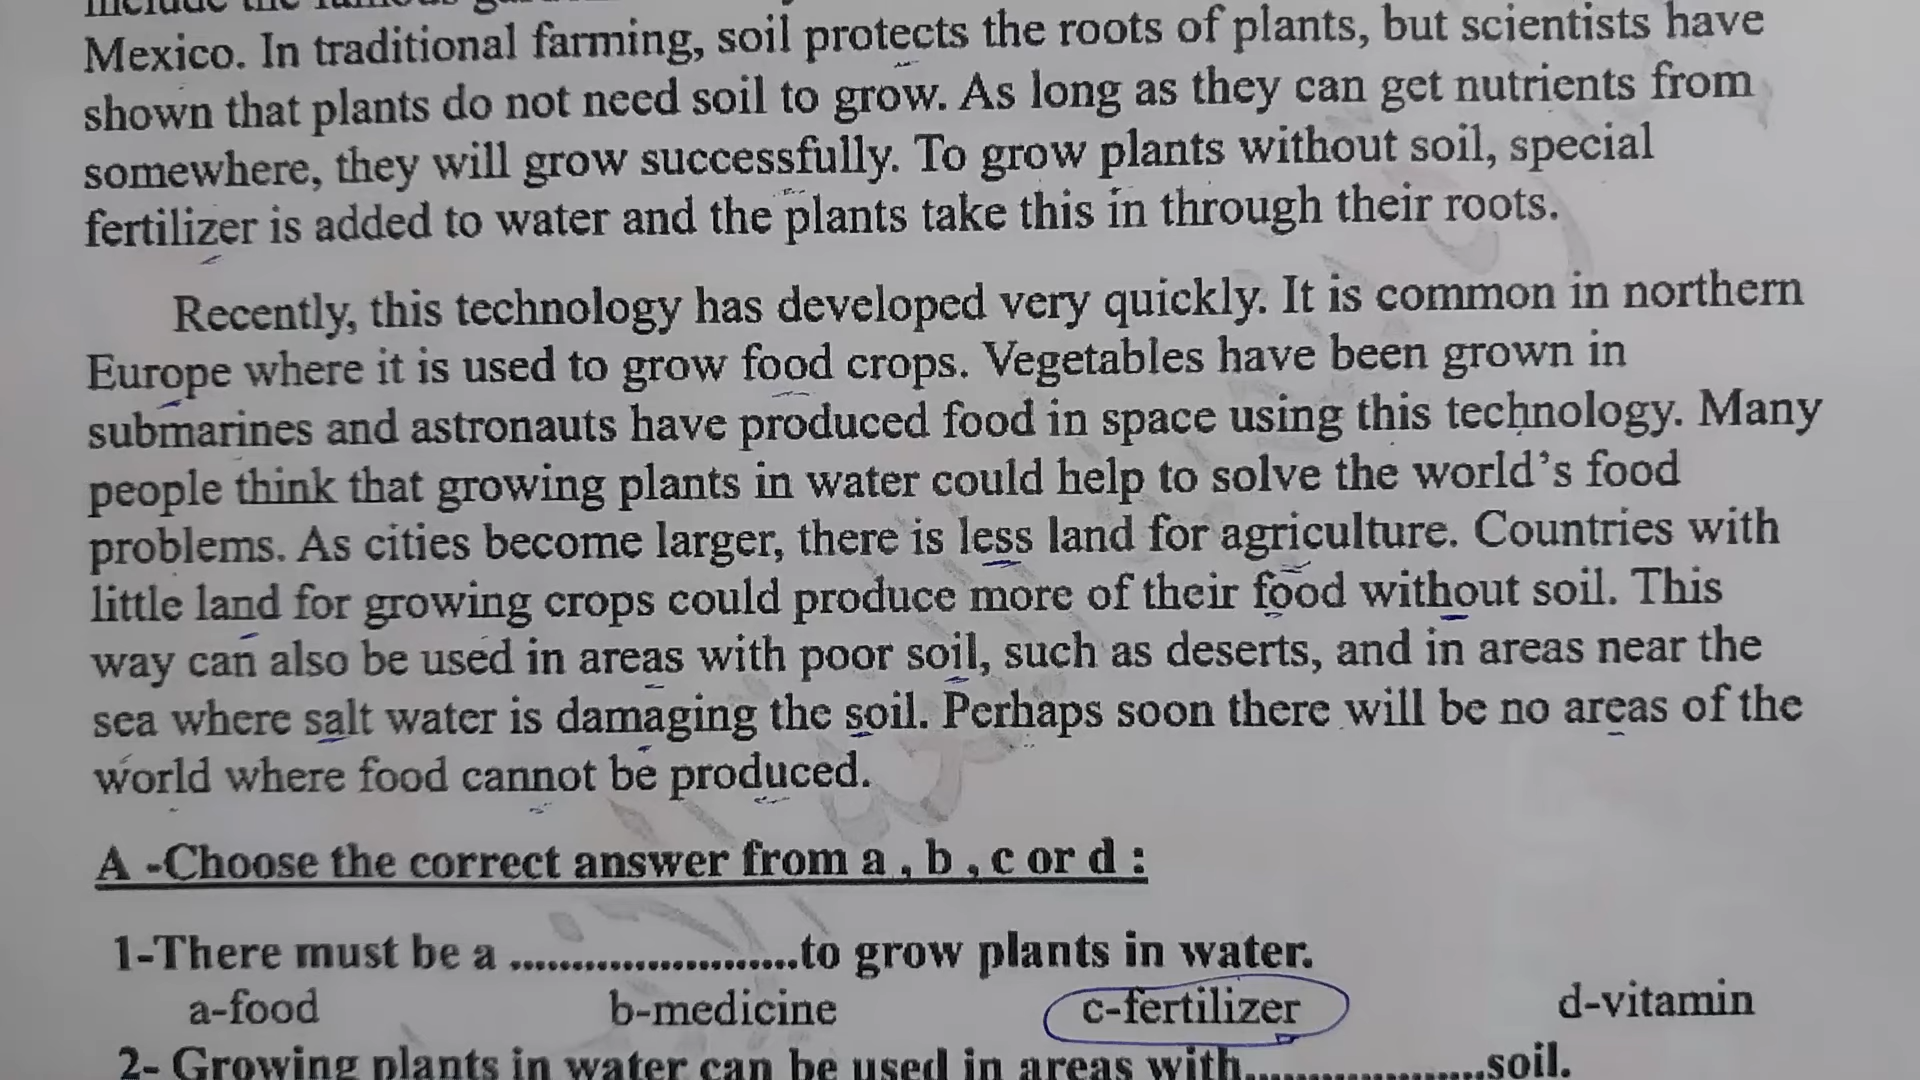 include the famous
Mexico. In traditional farming, soil protects the roots of plants, but scientists have
shown that plants do not need soil to grow. As long as they can get nutrients from
somewhere, they will grow successfully. To grow plants without soil, special
fertilizer is added to water and the plants take this in through their roots.
Recently, this technology has developed very quickly. It is common in northern
Europe where it is used to grow food crops. Vegetables have been grown in
submarines and astronauts have produced food in space using this technology. Many
people think that growing plants in water could help to solve the world's food
problems. As cities become larger, there is less land for agriculture. Countries with
little land for growing crops could produce more of their food without soil. This
way can also be used in areas with poor soil, such as deserts, and in areas near the
sea where salt water is damaging the soil. Perhaps soon there will be no areas of the
world where food cannot be produced.
A -Choose the correct answer from a , b , c or d :
1-There must be a ........................to grow plants in water.
a-food b-medicine c-fertilizer d-vitamin
2- Growing plants in water can be used in areas with....................soil.